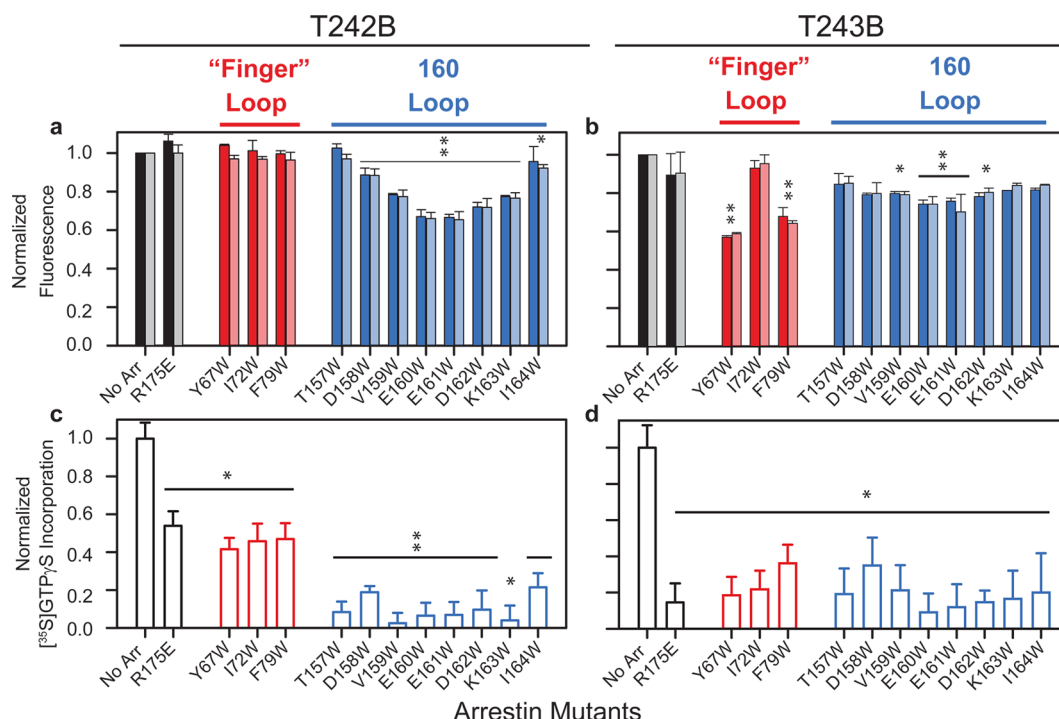 T242B
T243B
“Finger”
Loop
160
Loop
“Finger”
Loop
160
Loop
a
b
Normalized
Fluorescence
1.0
0.8
0.6
0.4
0.2
0.0
**
*
**
**
*
**
*
No Arr
R175E
Y67W
I72W
F79W
T157W
D158W
V159W
E160W
E161W
D162W
K163W
I164W
No Arr
R175E
Y67W
I72W
F79W
T157W
D158W
V159W
E160W
E161W
D162W
K163W
I164W
c
d
Normalized
[³⁵S]GTPγS Incorporation
1.0
0.8
0.6
0.4
0.2
0.0
*
**
*
*
No Arr
R175E
Y67W
I72W
F79W
T157W
D158W
V159W
E160W
E161W
D162W
K163W
I164W
No Arr
R175E
Y67W
I72W
F79W
T157W
D158W
V159W
E160W
E161W
D162W
K163W
I164W
Arrestin Mutants